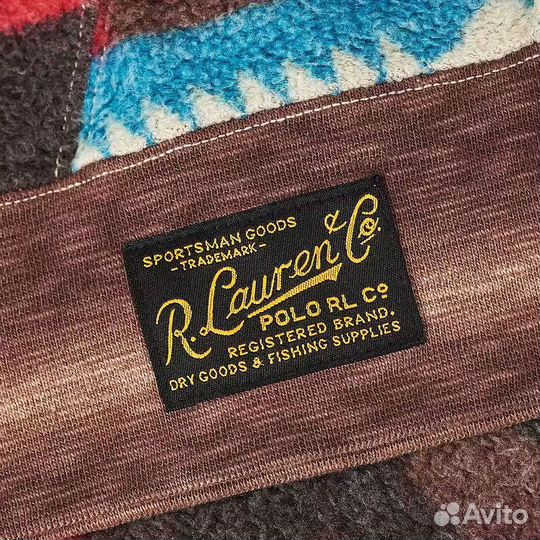 SPORTSMAN GOODS
-TRADEMARK-
R. Lauren & Co.
POLO RL Co
REGISTERED BRAND.
DRY GOODS & FISHING SUPPLIES
Avito